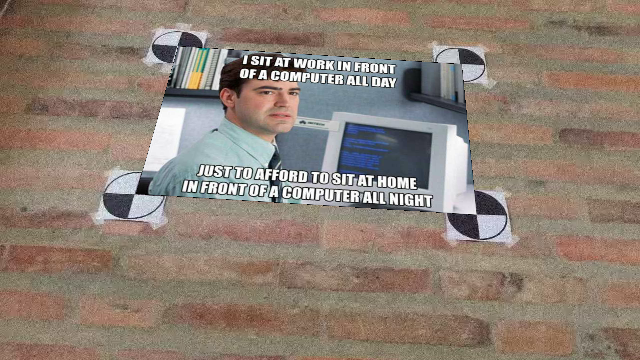 I SIT AT WORK IN FRONT
OF A COMPUTER ALL DAY
JUST TO AFFORD TO SIT AT HOME
IN FRONT OF A COMPUTER ALL NIGHT